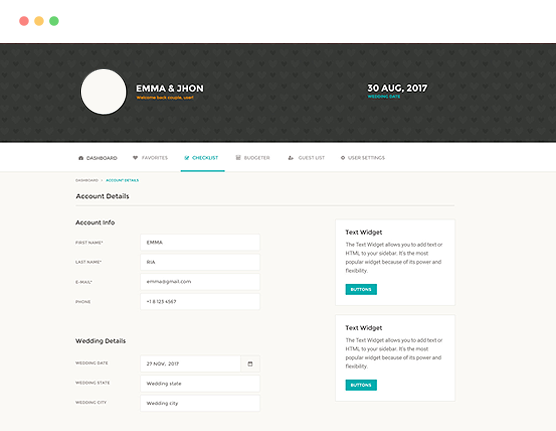 EMMA & JHON
Welcome back couple, user!
30 AUG, 2017
WEDDING DATE
DASHBOARD
FAVORITES
CHECKLIST
BUDGETER
GUEST LIST
USER SETTINGS
DASHBOARD / ACCOUNT DETAILS
Account Details
Account Info
FIRST NAME* EMMA
LAST NAME* RIA
E-MAIL* emma@gmail.com
PHONE +1 8 123 4567
Wedding Details
WEDDING DATE 27 NOV, 2017
WEDDING STATE Wedding state
WEDDING CITY Wedding city
Text Widget
The Text Widget allows you to add text or
HTML to your sidebar. It's the most
popular widget because of its power and
flexibility.
BUTTONS
Text Widget
The Text Widget allows you to add text or
HTML to your sidebar. It's the most
popular widget because of its power and
flexibility.
BUTTONS